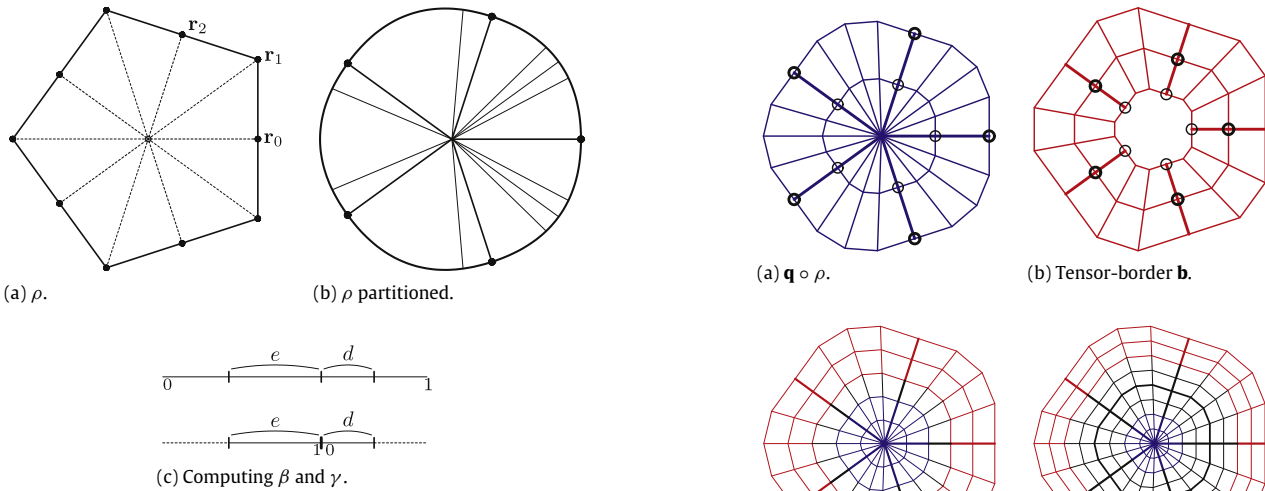 r₂
r₁
r₀
(a) ρ.
(b) ρ partitioned.
e d
0 1
e d
1 0
(c) Computing β and γ.
(a) q ∘ ρ.
(b) Tensor-border b.